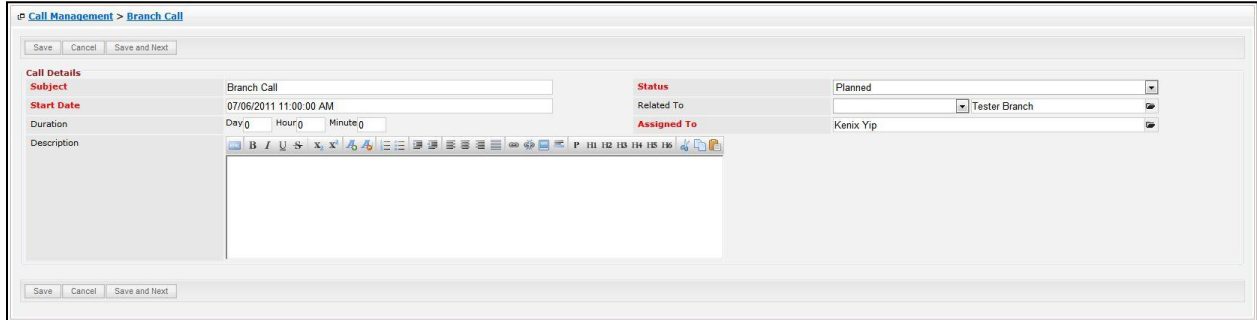 Call Management > Branch Call
Save Cancel Save and Next
Call Details
Subject Branch Call Status Planned
Start Date 07/06/2011 11:00:00 AM Related To Tester Branch
Duration Day 0 Hour 0 Minute 0 Assigned To Kenix Yip
Description B I U S X₂ X² P H1 H2 H3 H4 H5 H6
Save Cancel Save and Next